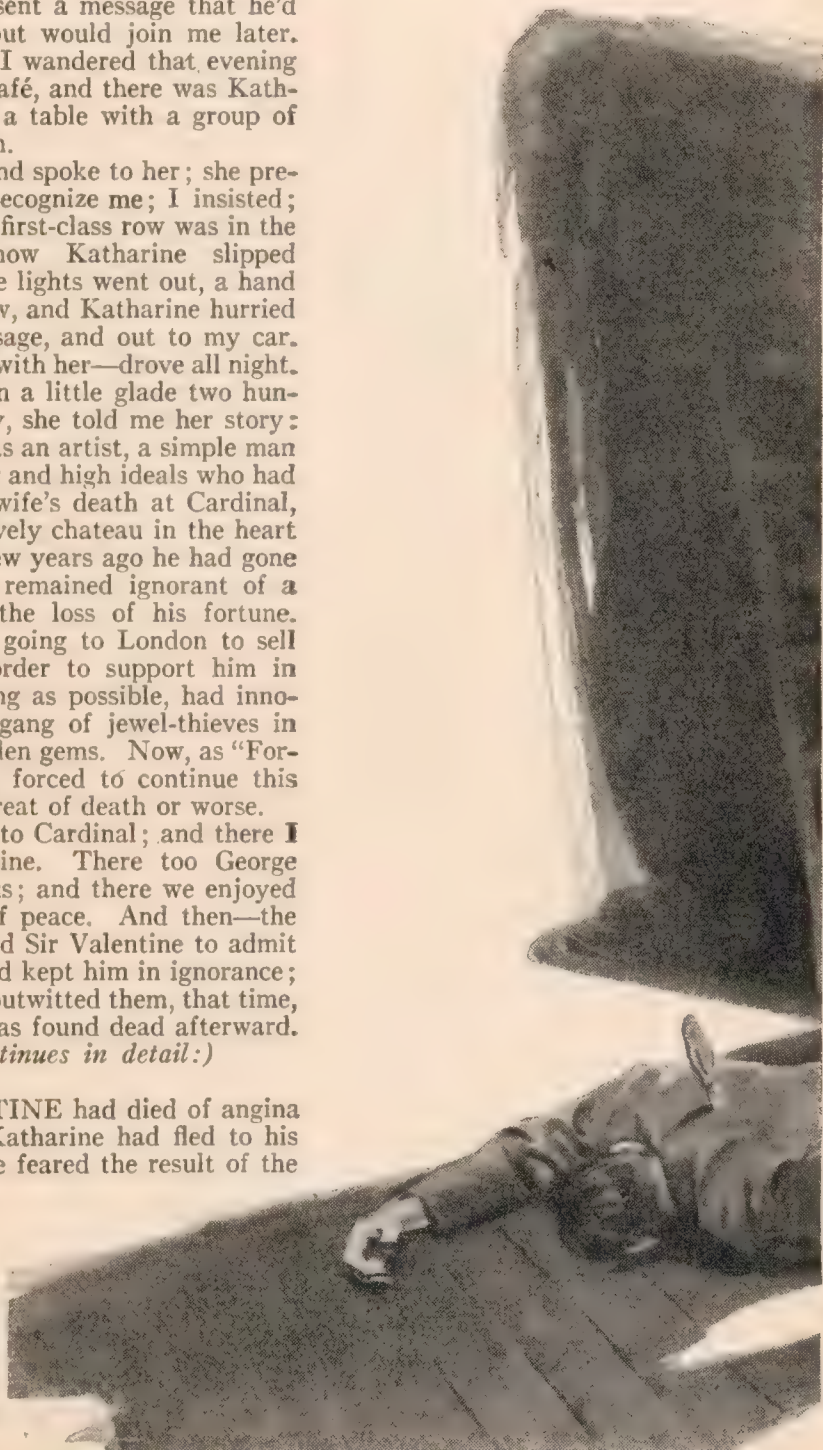 sent a message that he'd
out would join me later.
I wandered that evening
afé, and there was Kath-
a table with a group of
n.
nd spoke to her; she pre-
ecognize me; I insisted;
first-class row was in the
now Katharine slipped
e lights went out, a hand
w, and Katharine hurried
sage, and out to my car.
with her—drove all night.
n a little glade two hun-
y, she told me her story:
as an artist, a simple man
and high ideals who had
wife's death at Cardinal,
vely chateau in the heart
ew years ago he had gone
remained ignorant of a
the loss of his fortune.
going to London to sell
order to support him in
ng as possible, had inno-
gang of jewel-thieves in
len gems. Now, as "For-
forced to continue this
reat of death or worse.
to Cardinal; and there I
ine. There too George
s; and there we enjoyed
f peace. And then—the
d Sir Valentine to admit
d kept him in ignorance;
outwitted them, that time,
as found dead afterward.
tinues in detail:)
TINE had died of angina
Katharine had fled to his
e feared the result of the